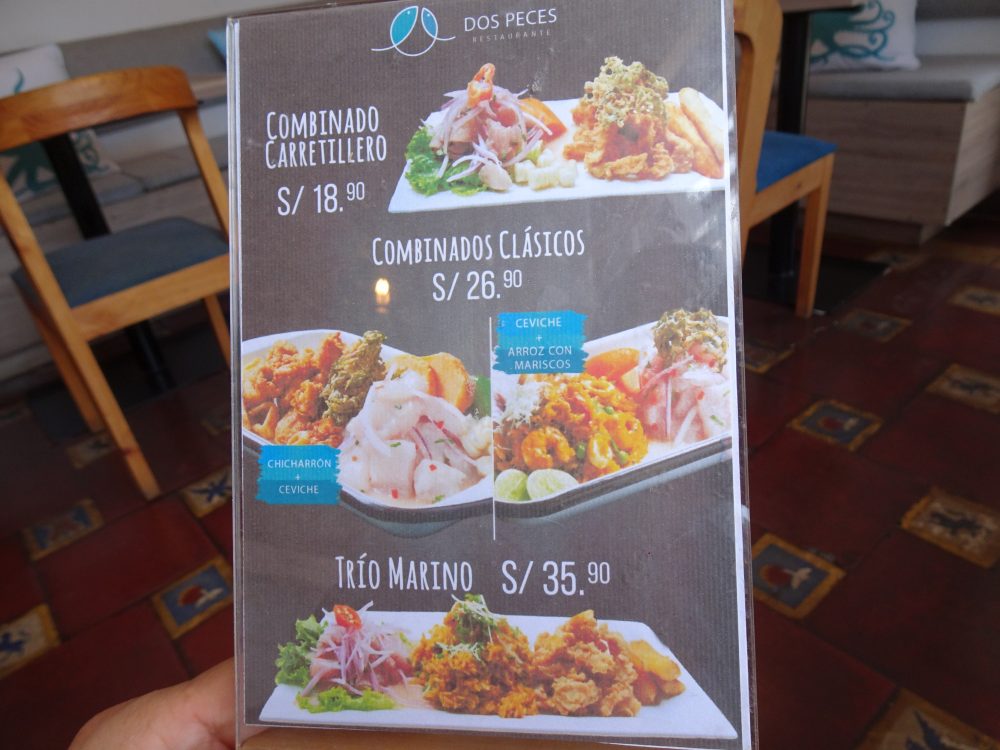 DOS PECES
RESTAURANTE
COMBINADO
CARRETILLERO
S/ 18.90
COMBINADOS CLÁSICOS
S/ 26.90
CEVICHE
+
ARROZ CON
MARISCOS
CHICHARRÓN
+
CEVICHE
TRÍO MARINO S/ 35.90